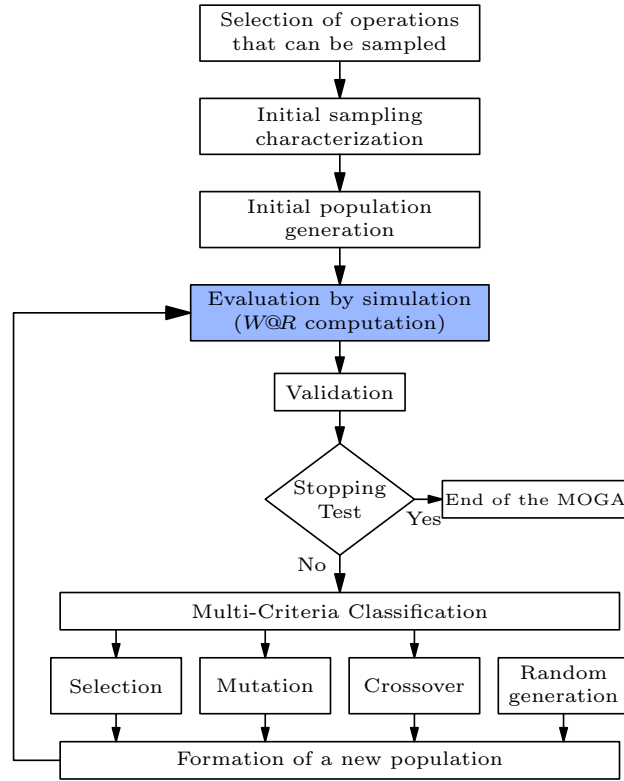 Selection of operations
that can be sampled
Initial sampling
characterization
Initial population
generation
Evaluation by simulation
(W@R computation)
Validation
Stopping
Test
End of the MOGA
Yes
No
Multi-Criteria Classification
Selection
Mutation
Crossover
Random
generation
Formation of a new population